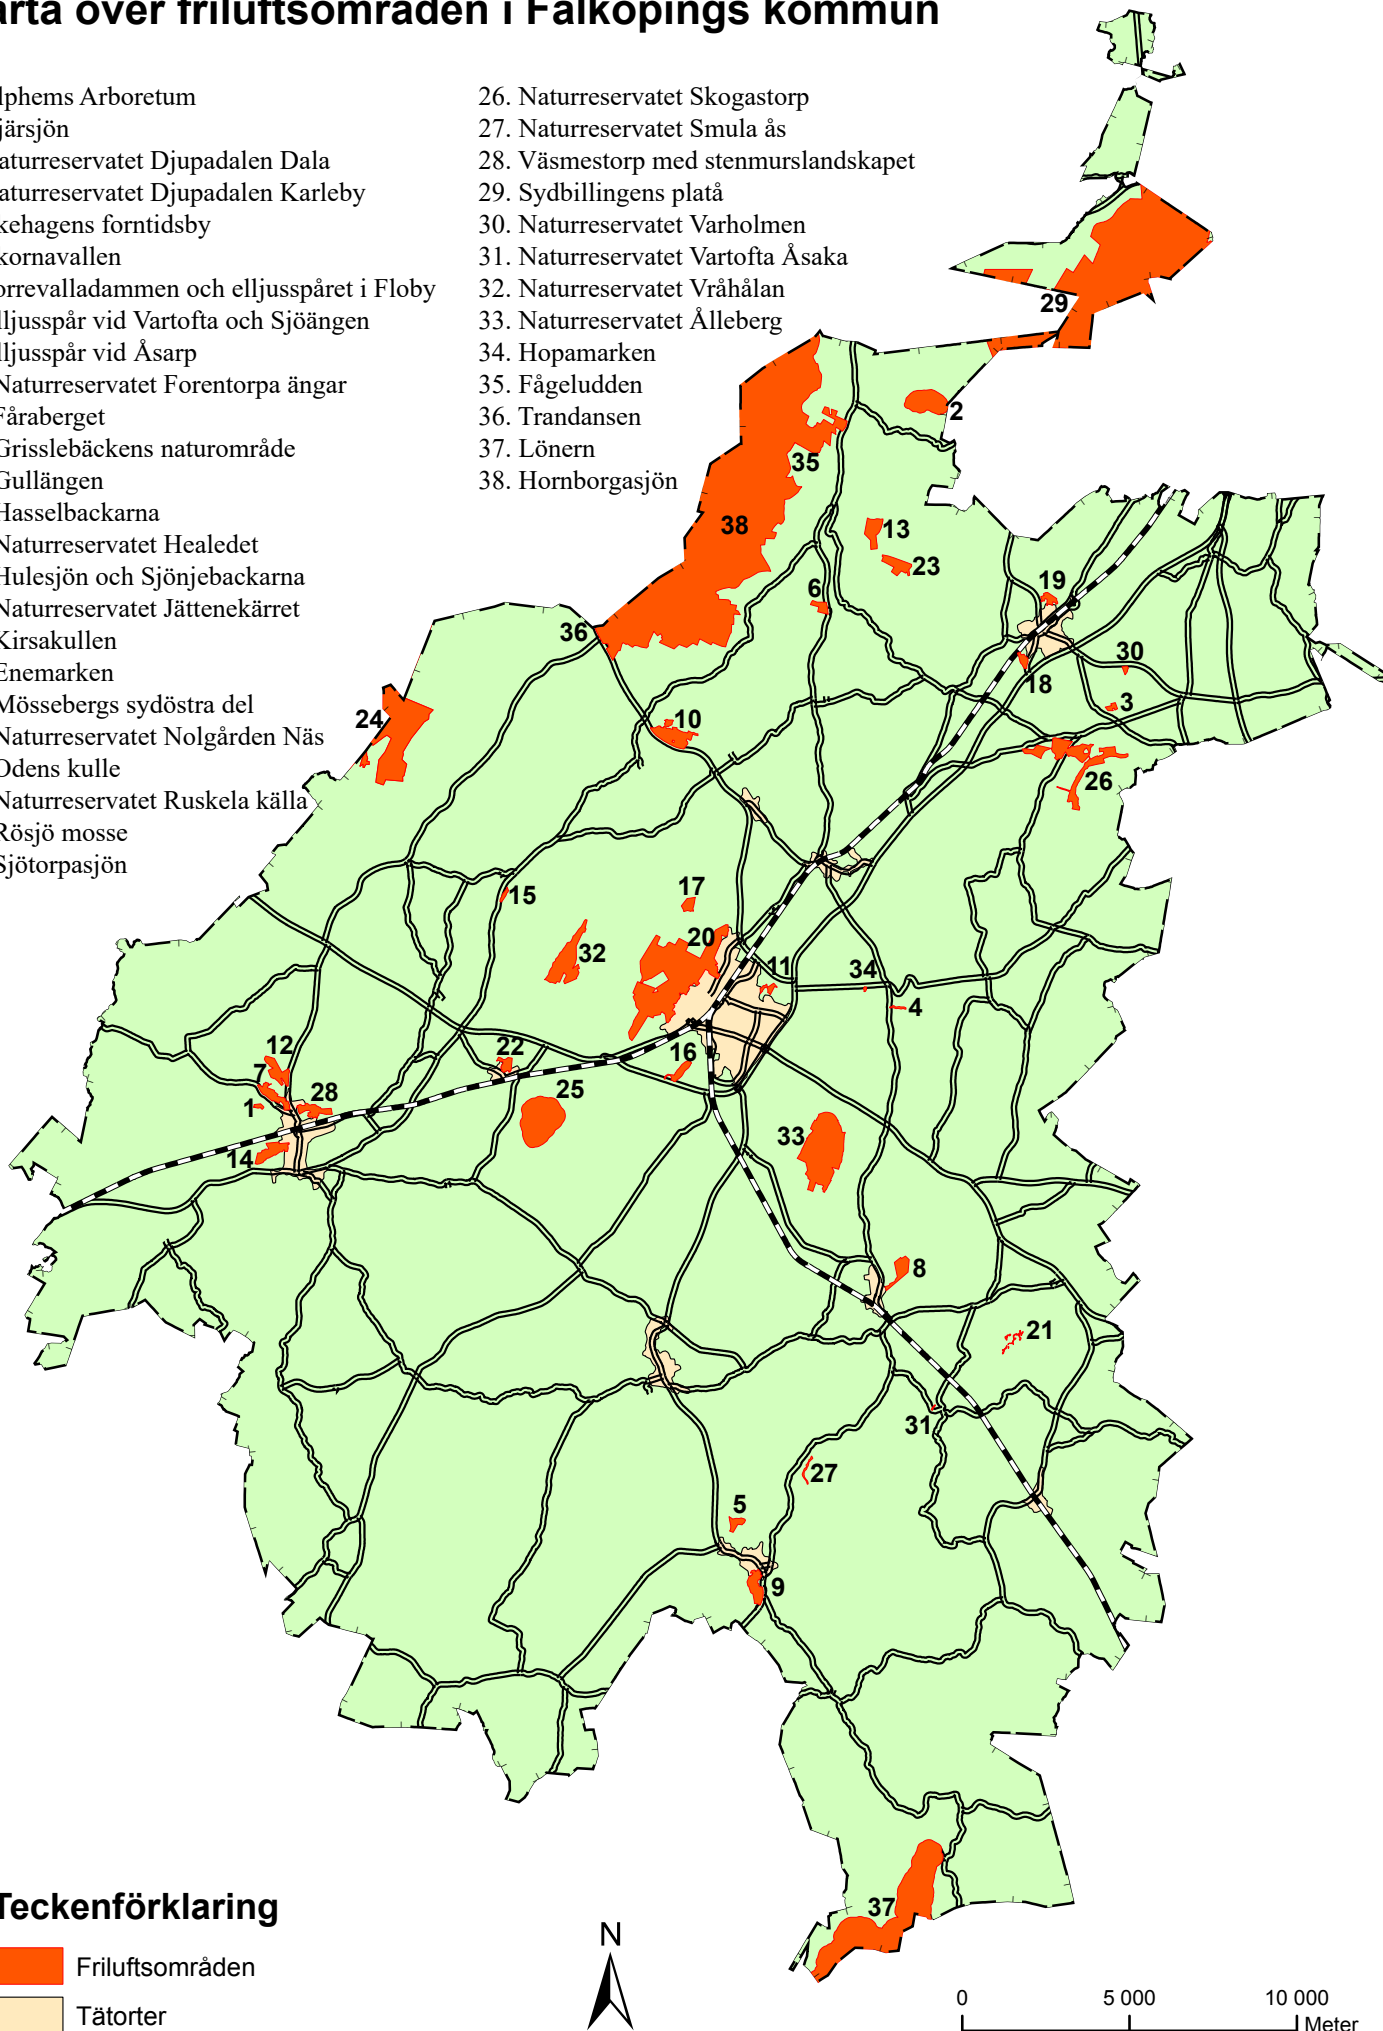 arta över friluftsområden i Falköpings kommun
lphems Arboretum
järsjön
aturreservatet Djupadalen Dala
aturreservatet Djupadalen Karleby
kehagens forntidsby
kornavallen
orrevalladammen och elljusspåret i Floby
lljusspår vid Vartofta och Sjöängen
lljusspår vid Åsarp
Naturreservatet Forentorpa ängar
Fåraberget
Grisslebäckens naturområde
Gullängen
Hasselbackarna
Naturreservatet Healedet
Hulesjön och Sjönjebackarna
Naturreservatet Jättenekärret
Kirsakullen
Enemarken
Mössebergs sydöstra del
Naturreservatet Nolgården Näs
Odens kulle
Naturreservatet Ruskela källa
Rösjö mosse
Sjötorpasjön
26. Naturreservatet Skogastorp
27. Naturreservatet Smula ås
28. Väsmestorp med stenmurslandskapet
29. Sydbillingens platå
30. Naturreservatet Varholmen
31. Naturreservatet Vartofta Åsaka
32. Naturreservatet Vråhålan
33. Naturreservatet Ålleberg
34. Hopamarken
35. Fågeludden
36. Trandansen
37. Lönern
38. Hornborgasjön
29
2
35
38
13
23
6
19
36
30
18
3
24
10
26
15
17
32
20
11
34
4
12
22
16
7
25
28
1
33
14
8
21
31
27
5
9
37
Teckenförklaring
Friluftsområden
Tätorter
N
0 5 000 10 000
Meter